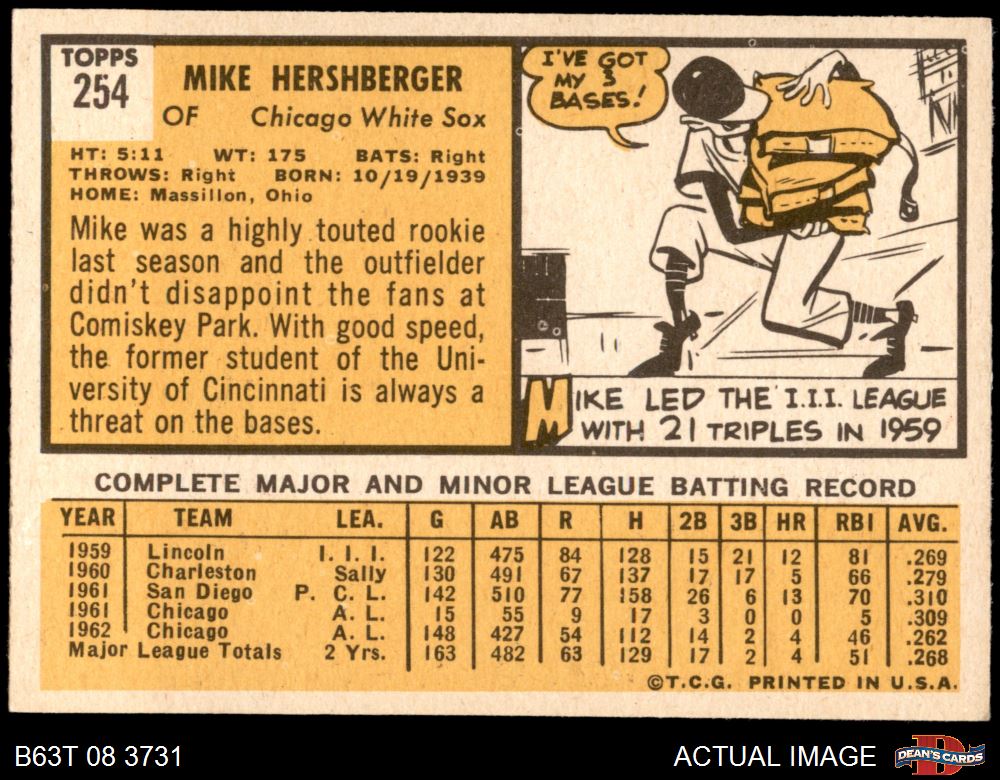 TOPPS
254
MIKE HERSHBERGER
OF Chicago White Sox
HT: 5:11 WT: 175 BATS: Right
THROWS: Right BORN: 10/19/1939
HOME: Massillon, Ohio
Mike was a highly touted rookie
last season and the outfielder
didn't disappoint the fans at
Comiskey Park. With good speed,
the former student of the Uni-
versity of Cincinnati is always a
threat on the bases.
I'VE GOT
MY 3
BASES!
MIKE LED THE I.I.I. LEAGUE
WITH 21 TRIPLES IN 1959
COMPLETE MAJOR AND MINOR LEAGUE BATTING RECORD
YEAR TEAM LEA. G AB R H 2B 3B HR RBI AVG.
1959 Lincoln I. I. I. 122 475 84 128 15 21 12 81 .269
1960 Charleston Sally 130 491 67 137 17 17 5 66 .279
1961 San Diego P. C. L. 142 510 77 158 26 6 13 70 .310
1961 Chicago A. L. 15 55 9 17 3 0 0 5 .309
1962 Chicago A. L. 148 427 54 112 14 2 4 46 .262
Major League Totals 2 Yrs. 163 482 63 129 17 2 4 51 .268
©T.C.G. PRINTED IN U.S.A.
B63T 08 3731 ACTUAL IMAGE
D
DEAN'S CARDS